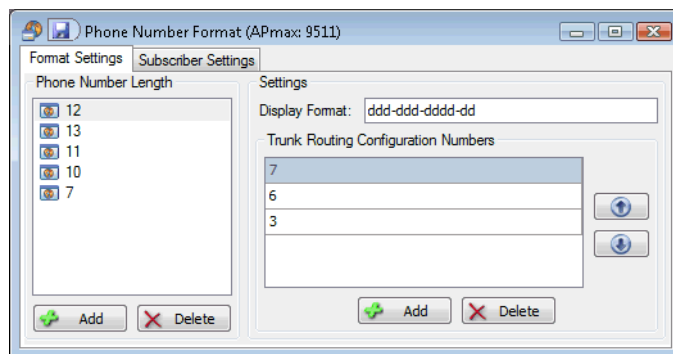 Phone Number Format (APmax: 9511)
Format Settings
Subscriber Settings
Phone Number Length
12
13
11
10
7
Add
Delete
Settings
Display Format: ddd-ddd-dddd-dd
Trunk Routing Configuration Numbers
7
6
3
Add
Delete